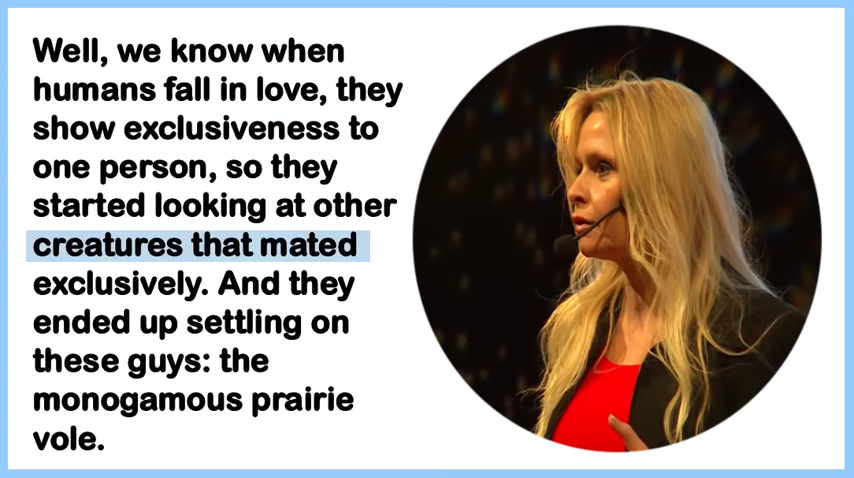 Well, we know when
humans fall in love, they
show exclusiveness to
one person, so they
started looking at other
creatures that mated
exclusively. And they
ended up settling on
these guys: the
monogamous prairie
vole.